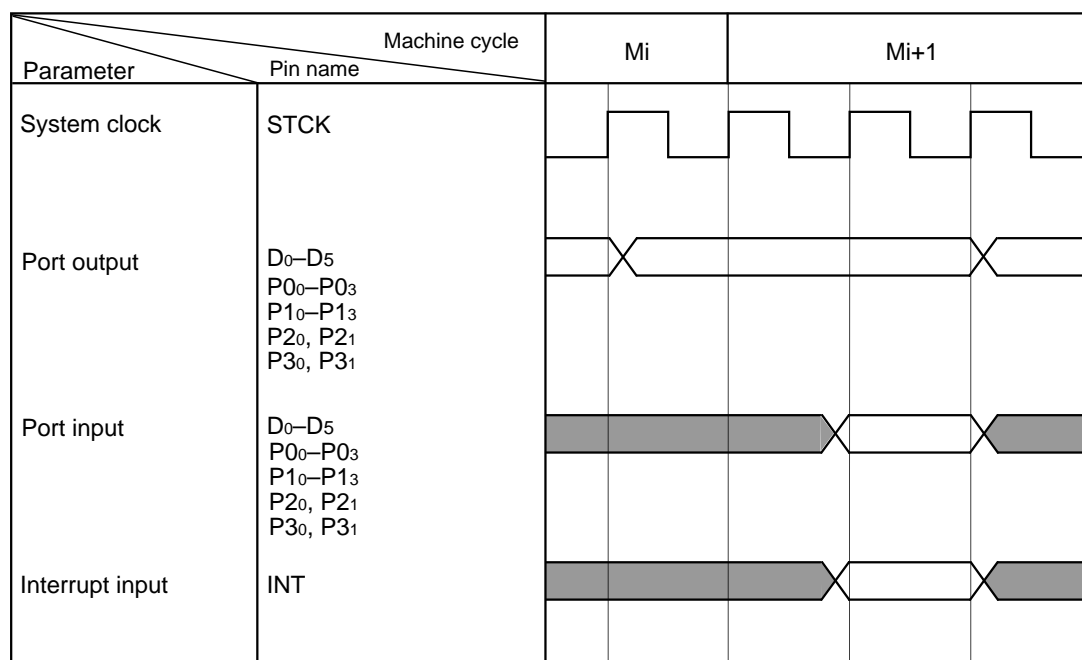 Machine cycle
Parameter
Pin name
Mi
Mi+1
System clock
STCK
Port output
D0–D5
P00–P03
P10–P13
P20, P21
P30, P31
Port input
D0–D5
P00–P03
P10–P13
P20, P21
P30, P31
Interrupt input
INT